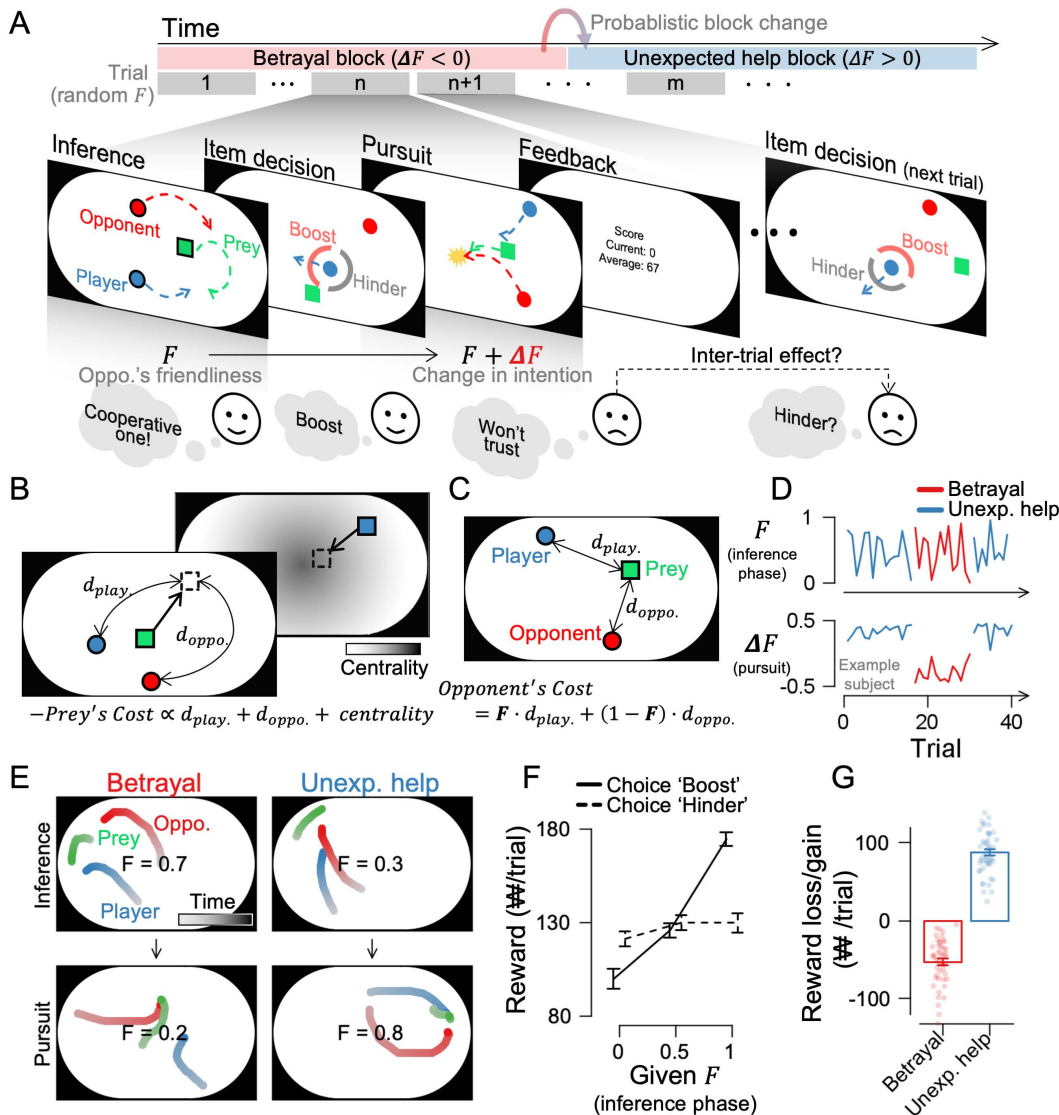 A
Time
Probablistic block change
Betrayal block (ΔF < 0)
Unexpected help block (ΔF > 0)
Trial
(random F)
1
...
n
n+1
. . .
m
. . .
Inference
Item decision
Pursuit
Feedback
Item decision (next trial)
Opponent
Prey
Player
Boost
Hinder
Score
Current: 0
Average: 67
Boost
Hinder
F
F + ΔF
Inter-trial effect?
Oppo.'s friendliness
Change in intention
Cooperative
one!
Boost
Won't
trust
Hinder?
B
d_play.
d_oppo.
Centrality
−Prey's Cost ∝ d_play. + d_oppo. + centrality
C
Player
d_play.
Prey
d_oppo.
Opponent
Opponent's Cost
= F · d_play. + (1 − F) · d_oppo.
D
Betrayal
Unexp. help
F
(inference
phase)
1
0
ΔF
(pursuit)
0.5
-0.5
Example
subject
0
20
40
Trial
E
Betrayal
Unexp. help
Inference
Prey
Oppo.
F = 0.7
Player
Time
F = 0.3
Pursuit
F = 0.2
F = 0.8
F
Choice 'Boost'
Choice 'Hinder'
Reward (₩/trial)
180
130
80
0
0.5
1
Given F
(inference phase)
G
Reward loss/gain
(₩/trial)
100
0
-100
Betrayal
Unexp. help